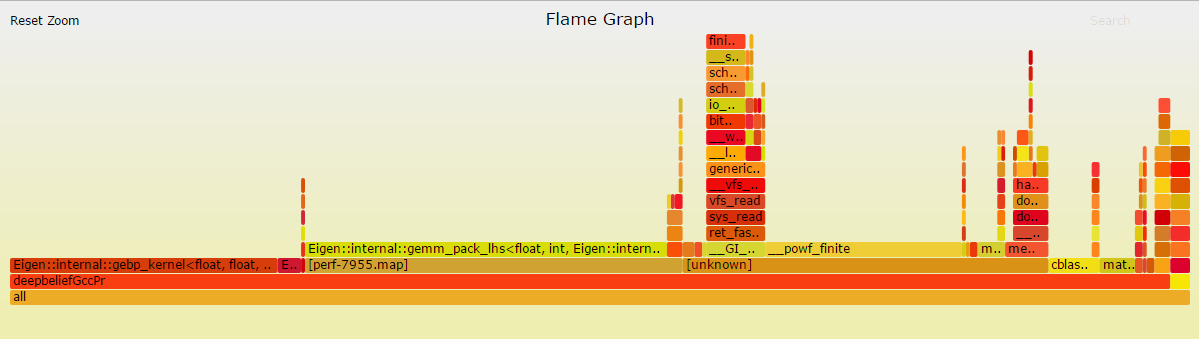 Flame Graph
Reset Zoom Search
fini..
__s..
sch..
sch..
io_..
bit..
__w..
__l..
generic..
__vfs_..
ha..
vfs_read do..
sys_read do..
ret_fas.. __..
Eigen::internal::gemm_pack_lhs<float, int, Eigen::intern.. __GI_.. __powf_finite m.. me..
Eigen::internal::gebp_kernel<float, float, .. E.. [perf-7955.map] [unknown] cblas.. mat..
deepbeliefGccPr
all